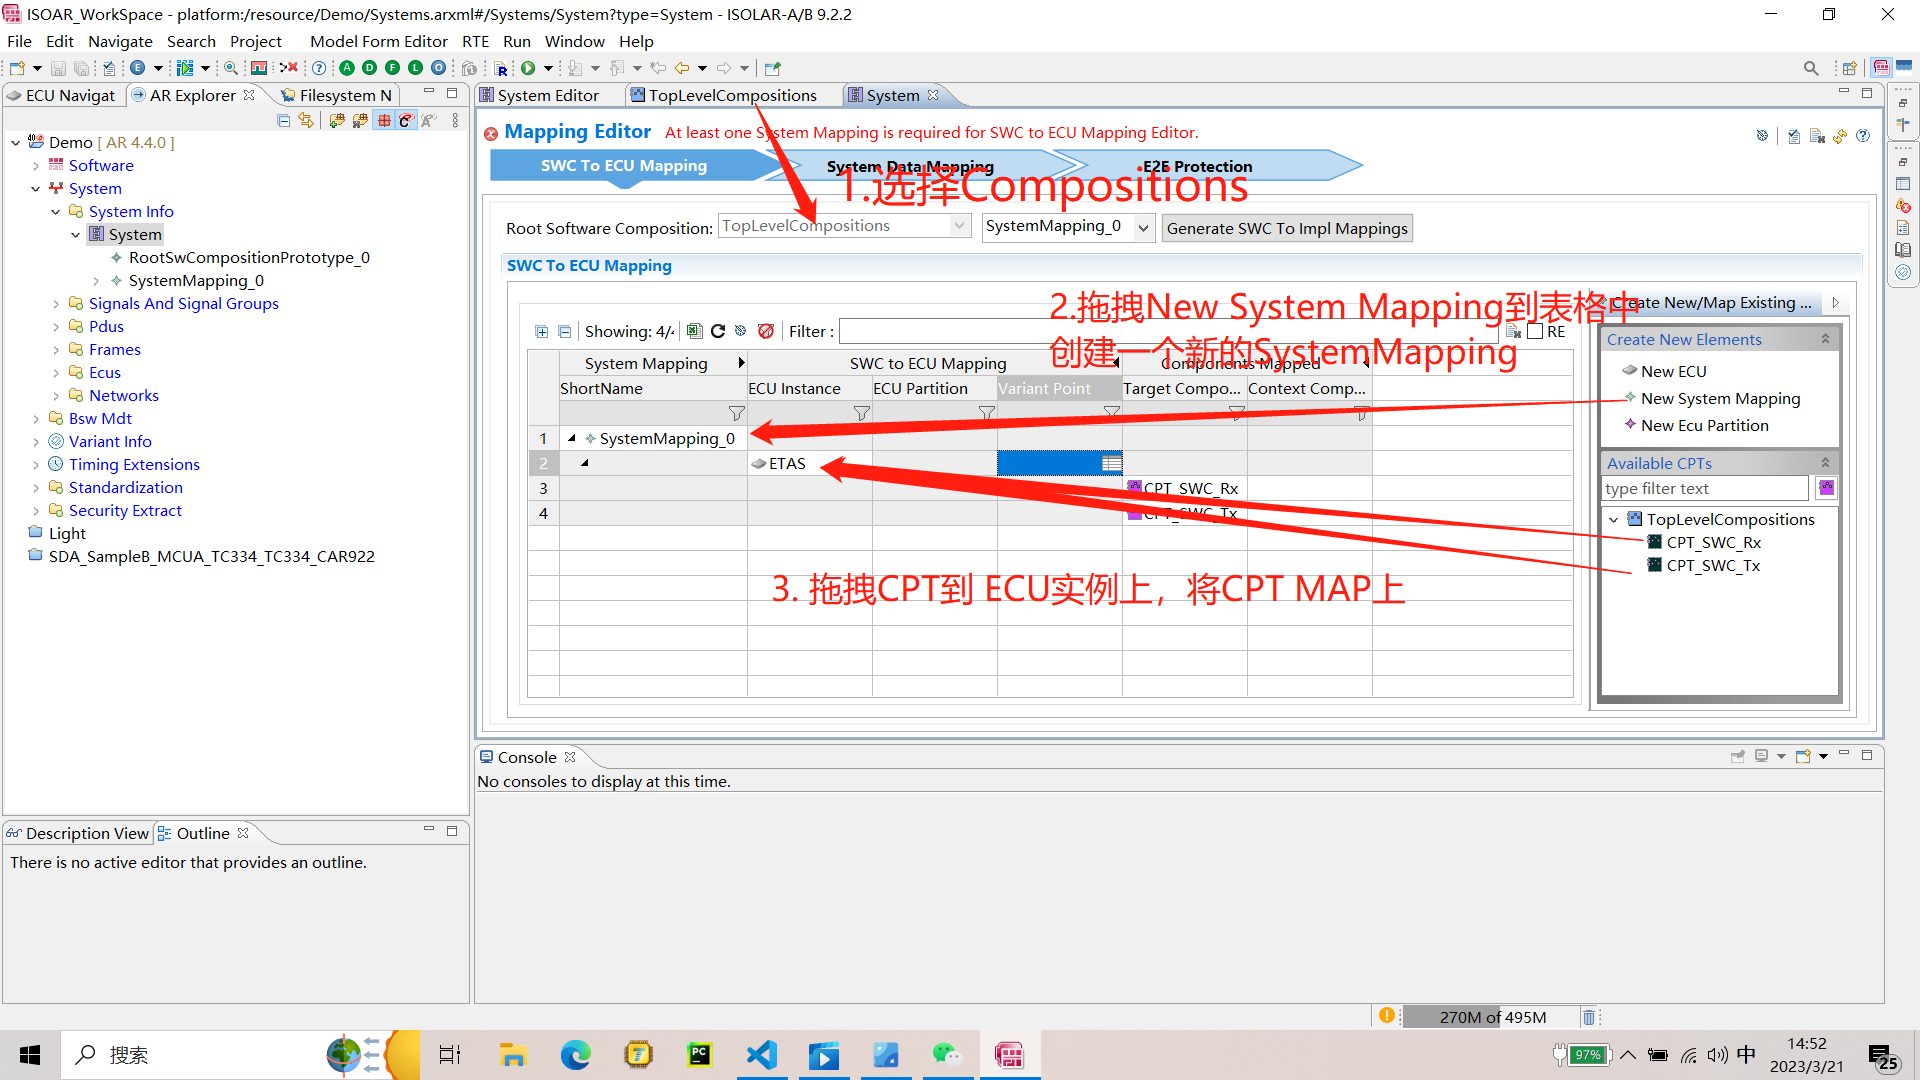 ISOAR_WorkSpace - platform:/resource/Demo/Systems.arxml#/Systems/System?type=System - ISOLAR-A/B 9.2.2
File Edit Navigate Search Project Model Form Editor RTE Run Window Help
ECU Navigat AR Explorer Filesystem N
System Editor TopLevelCompositions System
Demo [ AR 4.4.0 ]
Software
System
System Info
System
RootSwCompositionPrototype_0
SystemMapping_0
Signals And Signal Groups
Pdus
Frames
Ecus
Networks
Bsw Mdt
Variant Info
Timing Extensions
Standardization
Security Extract
Light
SDA_SampleB_MCUA_TC334_TC334_CAR922
Mapping Editor At least one System Mapping is required for SWC to ECU Mapping Editor.
SWC To ECU Mapping System Data Mapping E2E Protection
1.选择Compositions
Root Software Composition: TopLevelCompositions SystemMapping_0 Generate SWC To Impl Mappings
SWC To ECU Mapping
2.拖拽New System Mapping到表格中
创建一个新的SystemMapping
Showing: 4/4 Filter : RE
System Mapping SWC to ECU Mapping Components Mapped
ShortName ECU Instance ECU Partition Variant Point Target Compo... Context Comp...
1 SystemMapping_0
2 ETAS
3 CPT_SWC_Rx
4 CPT_SWC_Tx
3. 拖拽CPT到 ECU实例上，将CPT MAP上
Create New/Map Existing ...
Create New Elements
New ECU
New System Mapping
New Ecu Partition
Available CPTs
type filter text
TopLevelCompositions
CPT_SWC_Rx
CPT_SWC_Tx
Console
No consoles to display at this time.
Description View Outline
There is no active editor that provides an outline.
270M of 495M
搜索
97%
中
14:52
2023/3/21
25